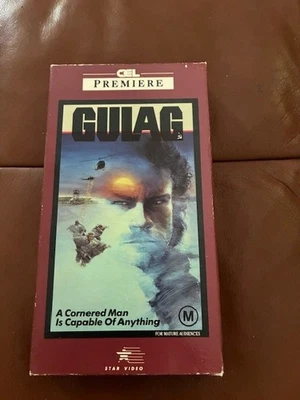 CEL
PREMIERE
GULAG
A Cornered Man
Is Capable Of Anything
M
FOR MATURE AUDIENCES
STAR VIDEO